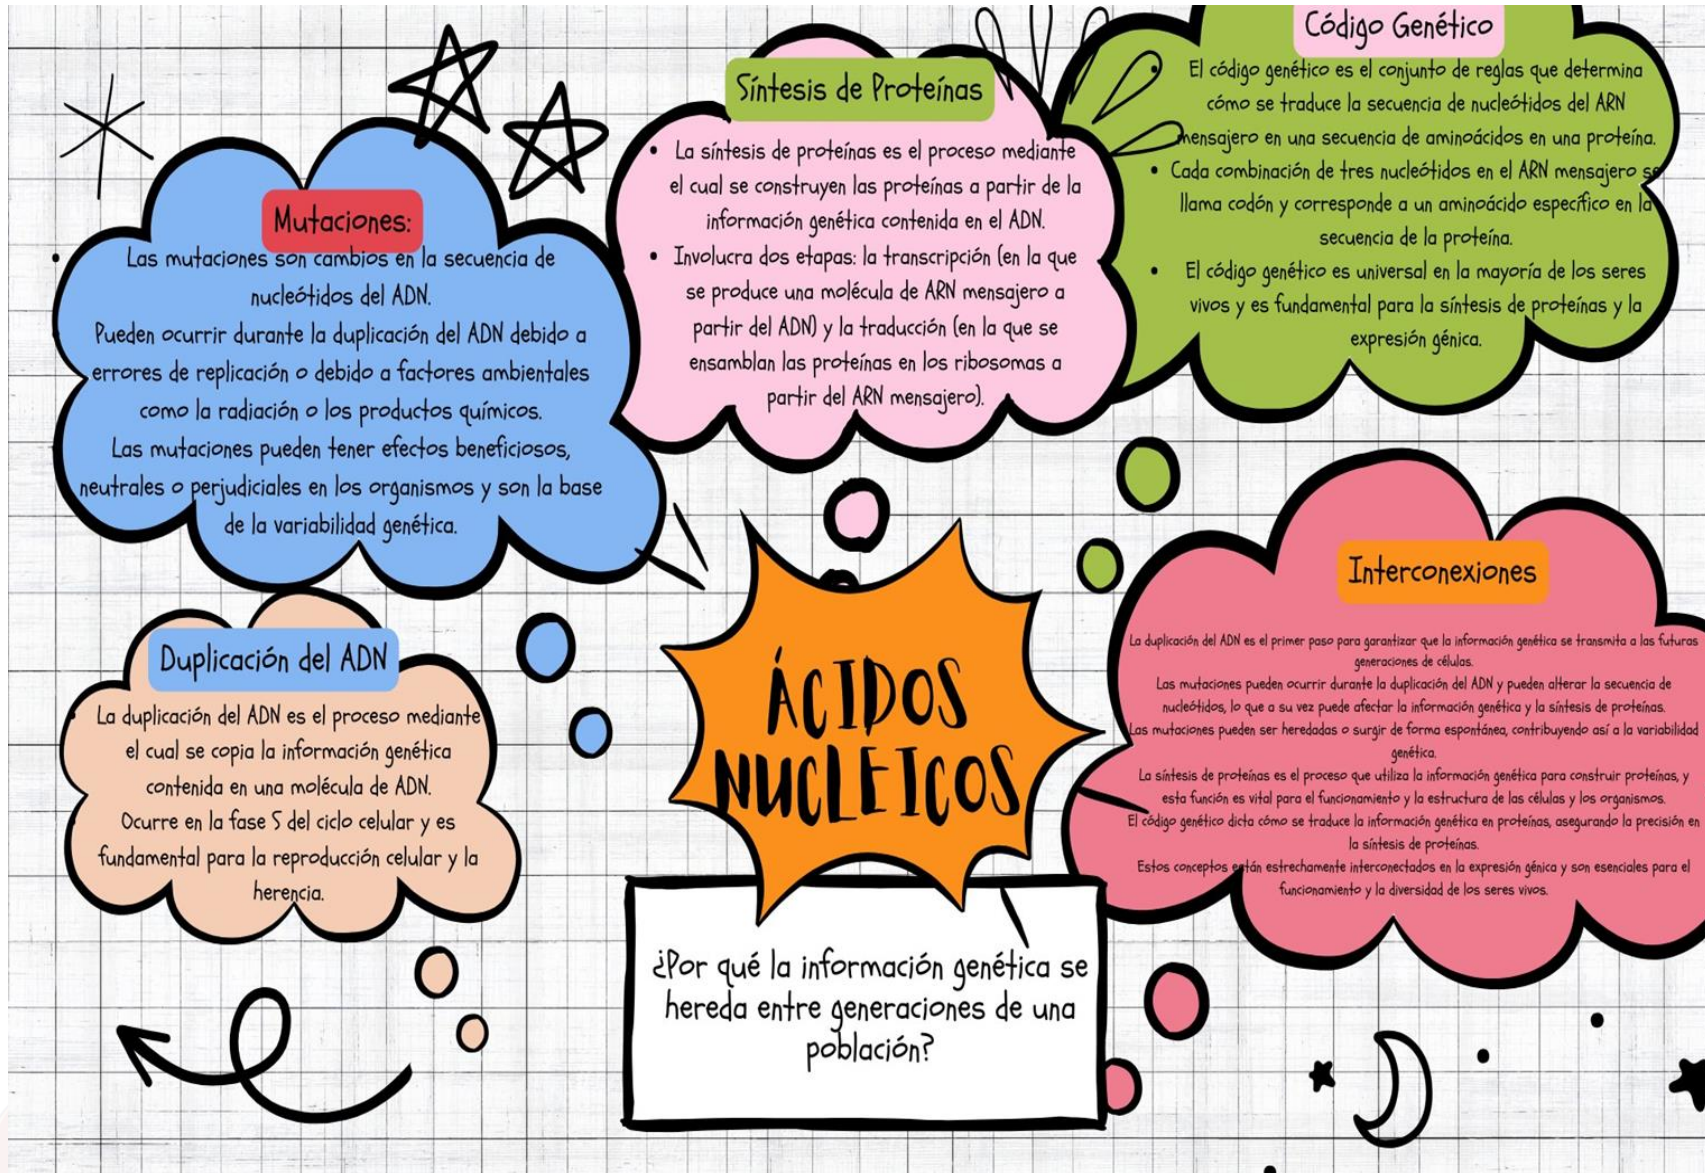 Mutaciones:
Las mutaciones son cambios en la secuencia de
nucleótidos del ADN.
Pueden ocurrir durante la duplicación del ADN debido a
errores de replicación o debido a factores ambientales
como la radiación o los productos químicos.
Las mutaciones pueden tener efectos beneficiosos,
neutrales o perjudiciales en los organismos y son la base
de la variabilidad genética.
Síntesis de Proteínas
• La síntesis de proteínas es el proceso mediante
el cual se construyen las proteínas a partir de la
información genética contenida en el ADN.
• Involucra dos etapas: la transcripción (en la que
se produce una molécula de ARN mensajero a
partir del ADN) y la traducción (en la que se
ensamblan las proteínas en los ribosomas a
partir del ARN mensajero).
Código Genético
• El código genético es el conjunto de reglas que determina
cómo se traduce la secuencia de nucleótidos del ARN
mensajero en una secuencia de aminoácidos en una proteína.
• Cada combinación de tres nucleótidos en el ARN mensajero se
llama codón y corresponde a un aminoácido específico en la
secuencia de la proteína.
• El código genético es universal en la mayoría de los seres
vivos y es fundamental para la síntesis de proteínas y la
expresión génica.
Duplicación del ADN
La duplicación del ADN es el proceso mediante
el cual se copia la información genética
contenida en una molécula de ADN.
Ocurre en la fase S del ciclo celular y es
fundamental para la reproducción celular y la
herencia.
ÁCIDOS
NUCLEICOS
¿Por qué la información genética se
hereda entre generaciones de una
población?
Interconexiones
La duplicación del ADN es el primer paso para garantizar que la información genética se transmita a las futuras
generaciones de células.
Las mutaciones pueden ocurrir durante la duplicación del ADN y pueden alterar la secuencia de
nucleótidos, lo que a su vez puede afectar la información genética y la síntesis de proteínas.
Las mutaciones pueden ser heredadas o surgir de forma espontánea, contribuyendo así a la variabilidad
genética.
La síntesis de proteínas es el proceso que utiliza la información genética para construir proteínas, y
esta función es vital para el funcionamiento y la estructura de las células y los organismos.
El código genético dicta cómo se traduce la información genética en proteínas, asegurando la precisión en
la síntesis de proteínas.
Estos conceptos están estrechamente interconectados en la expresión génica y son esenciales para el
funcionamiento y la diversidad de los seres vivos.